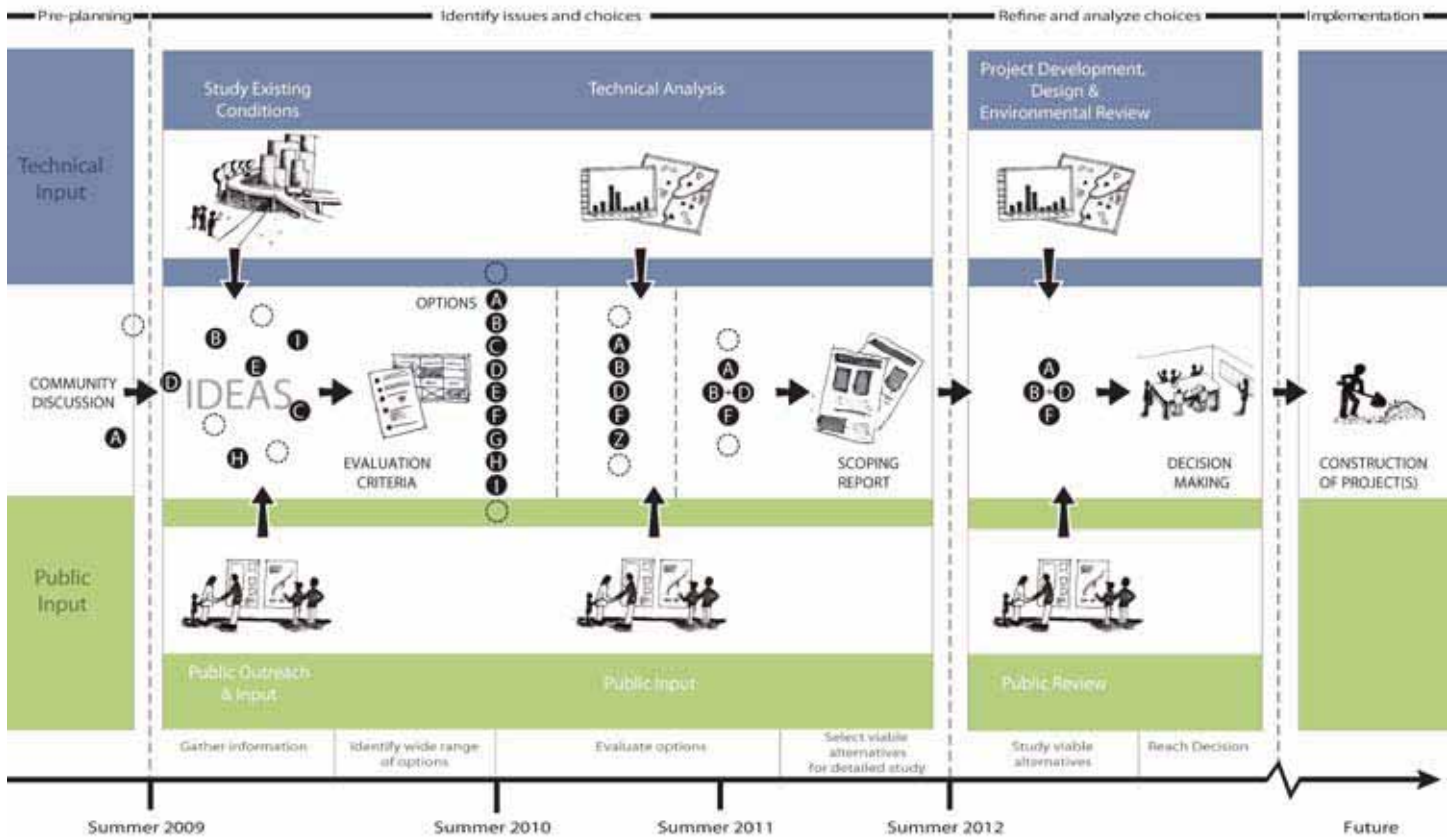 Pre-planning
Identify issues and choices
Refine and analyze choices
Implementation
Technical
Input
Study Existing
Conditions
Technical Analysis
Project Development,
Design &
Environmental Review
COMMUNITY
DISCUSSION
A
D
B
I
E
IDEAS
C
H
EVALUATION
CRITERIA
OPTIONS
A
B
C
D
E
F
G
H
I
A
B
D
F
Z
A
B-D
F
SCOPING
REPORT
A
B-D
F
DECISION
MAKING
CONSTRUCTION
OF PROJECT(S)
Public
Input
Public Outreach
& Input
Public Input
Public Review
Gather information
Identify wide range
of options
Evaluate options
Select viable
alternatives
for detailed study
Study viable
alternatives
Reach Decision
Summer 2009
Summer 2010
Summer 2011
Summer 2012
Future